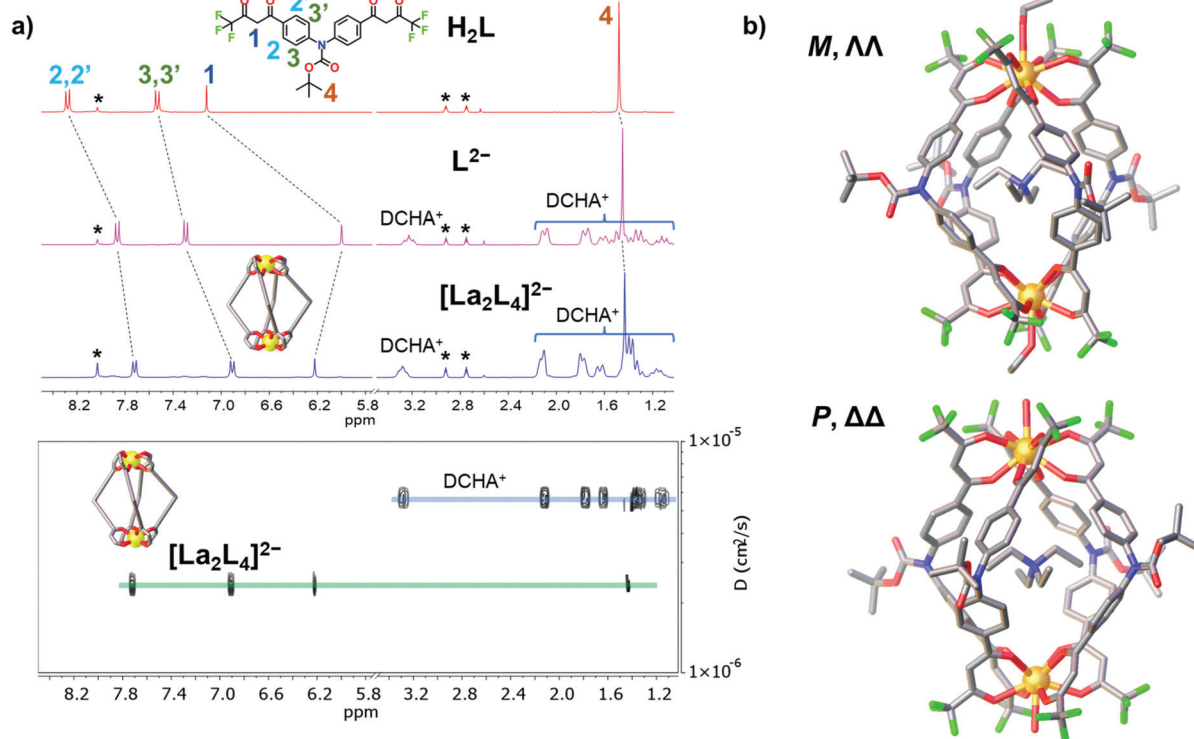 a)
H₂L
O O O O
F F F F F F
2' 3' 1 2 3 N O O 4
4
2,2' * 3,3' 1 * *
L²⁻
DCHA⁺
DCHA⁺
* * *
[La₂L₄]²⁻
DCHA⁺
DCHA⁺
* * *
8.2 7.8 7.4 7.0 6.6 6.2 5.8 3.2 2.8 2.4 2.0 1.6 1.2
ppm ppm
1×10⁻⁵
DCHA⁺
[La₂L₄]²⁻
D (cm²/s)
1×10⁻⁶
8.2 7.8 7.4 7.0 6.6 6.2 3.2 2.8 2.4 2.0 1.6 1.2
ppm ppm
b)
M, ΛΛ
P, ΔΔ